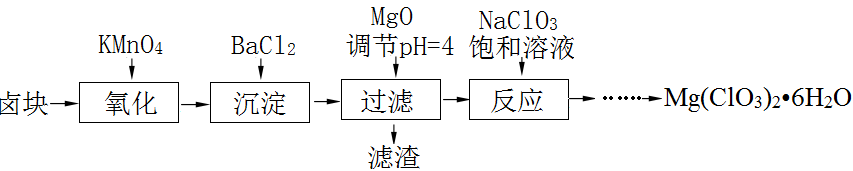 KMnO4 BaCl2 MgO 调节pH=4 NaClO3 饱和溶液
卤块 氧化 沉淀 过滤 反应 ······ Mg(ClO3)2•6H2O
滤渣